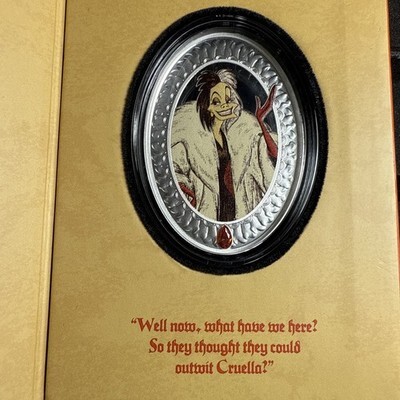 "Well now, what have we here?
So they thought they could
outwit Cruella?"